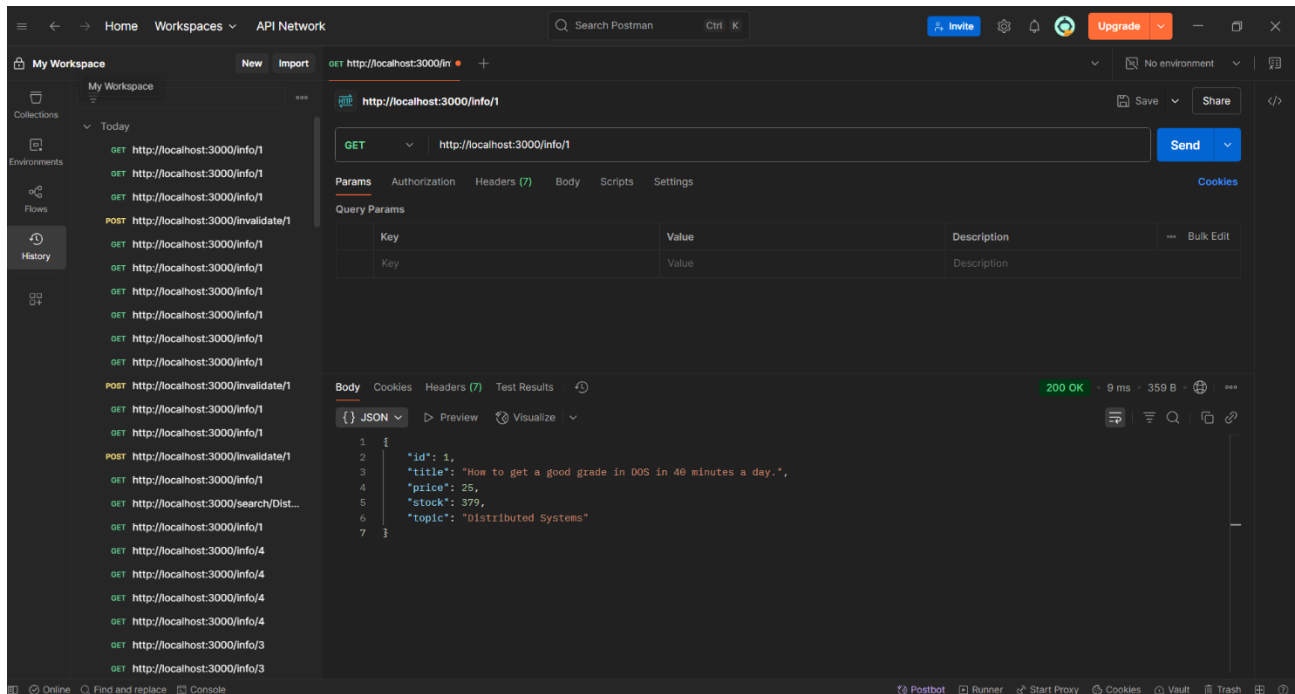 Home Workspaces API Network Search Postman Ctrl K Invite Upgrade
My Workspace New Import GET http://localhost:3000/in No environment
My Workspace
HTTP http://localhost:3000/info/1 Save Share
Collections
Environments
Flows
History
Today
GET http://localhost:3000/info/1
GET http://localhost:3000/info/1
GET http://localhost:3000/info/1
POST http://localhost:3000/invalidate/1
GET http://localhost:3000/info/1
GET http://localhost:3000/info/1
GET http://localhost:3000/info/1
GET http://localhost:3000/info/1
GET http://localhost:3000/info/1
GET http://localhost:3000/info/1
POST http://localhost:3000/invalidate/1
GET http://localhost:3000/info/1
GET http://localhost:3000/info/1
POST http://localhost:3000/invalidate/1
GET http://localhost:3000/info/1
GET http://localhost:3000/search/Dist...
GET http://localhost:3000/info/1
GET http://localhost:3000/info/4
GET http://localhost:3000/info/4
GET http://localhost:3000/info/4
GET http://localhost:3000/info/4
GET http://localhost:3000/info/3
GET http://localhost:3000/info/3
GET http://localhost:3000/info/1 Send
Params Authorization Headers (7) Body Scripts Settings Cookies
Query Params
Key Value Description Bulk Edit
Key Value Description
Body Cookies Headers (7) Test Results 200 OK 9 ms 359 B
{} JSON Preview Visualize
1 {
2 "id": 1,
3 "title": "How to get a good grade in DOS in 40 minutes a day.",
4 "price": 25,
5 "stock": 379,
6 "topic": "Distributed Systems"
7 }
Online Find and replace Console Postbot Runner Start Proxy Cookies Vault Trash